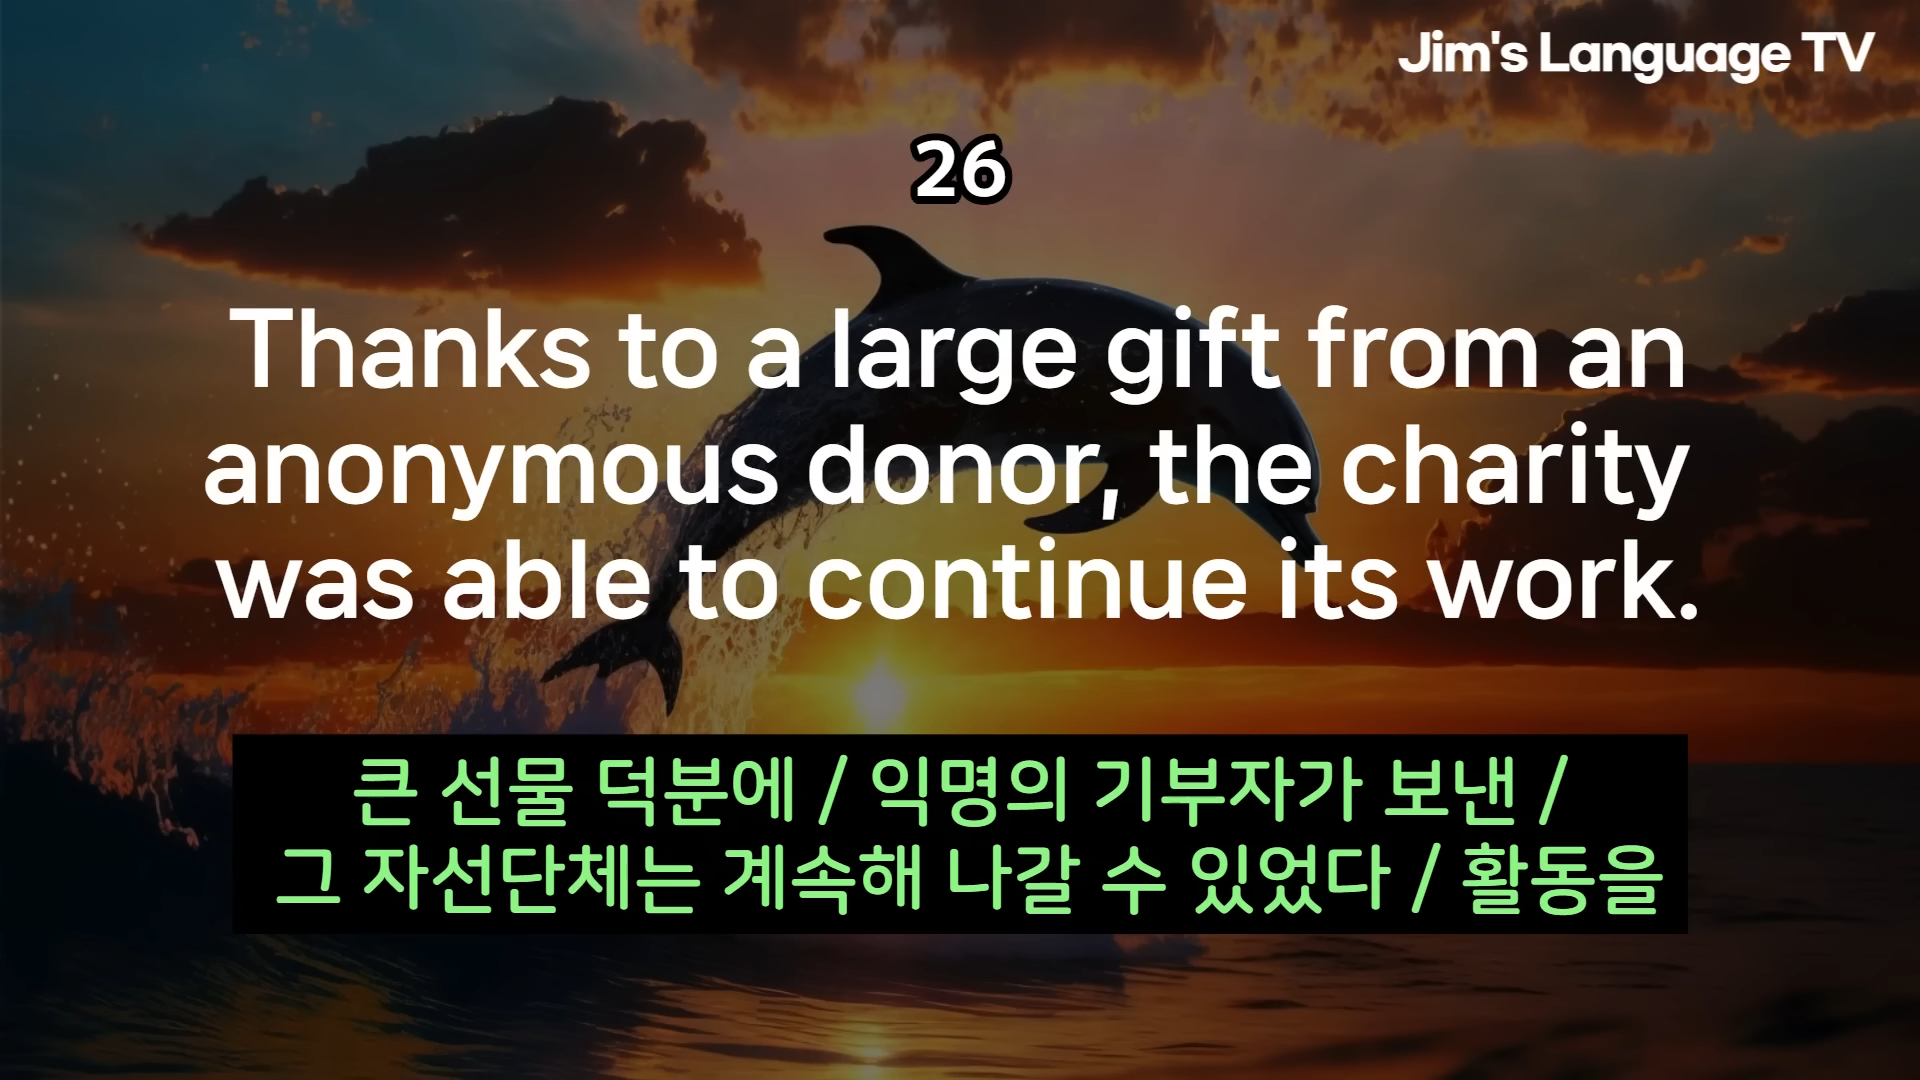 Jim's Language TV
26
Thanks to a large gift from an
anonymous donor, the charity
was able to continue its work.
큰 선물 덕분에 / 익명의 기부자가 보낸 /
그 자선단체는 계속해 나갈 수 있었다 / 활동을